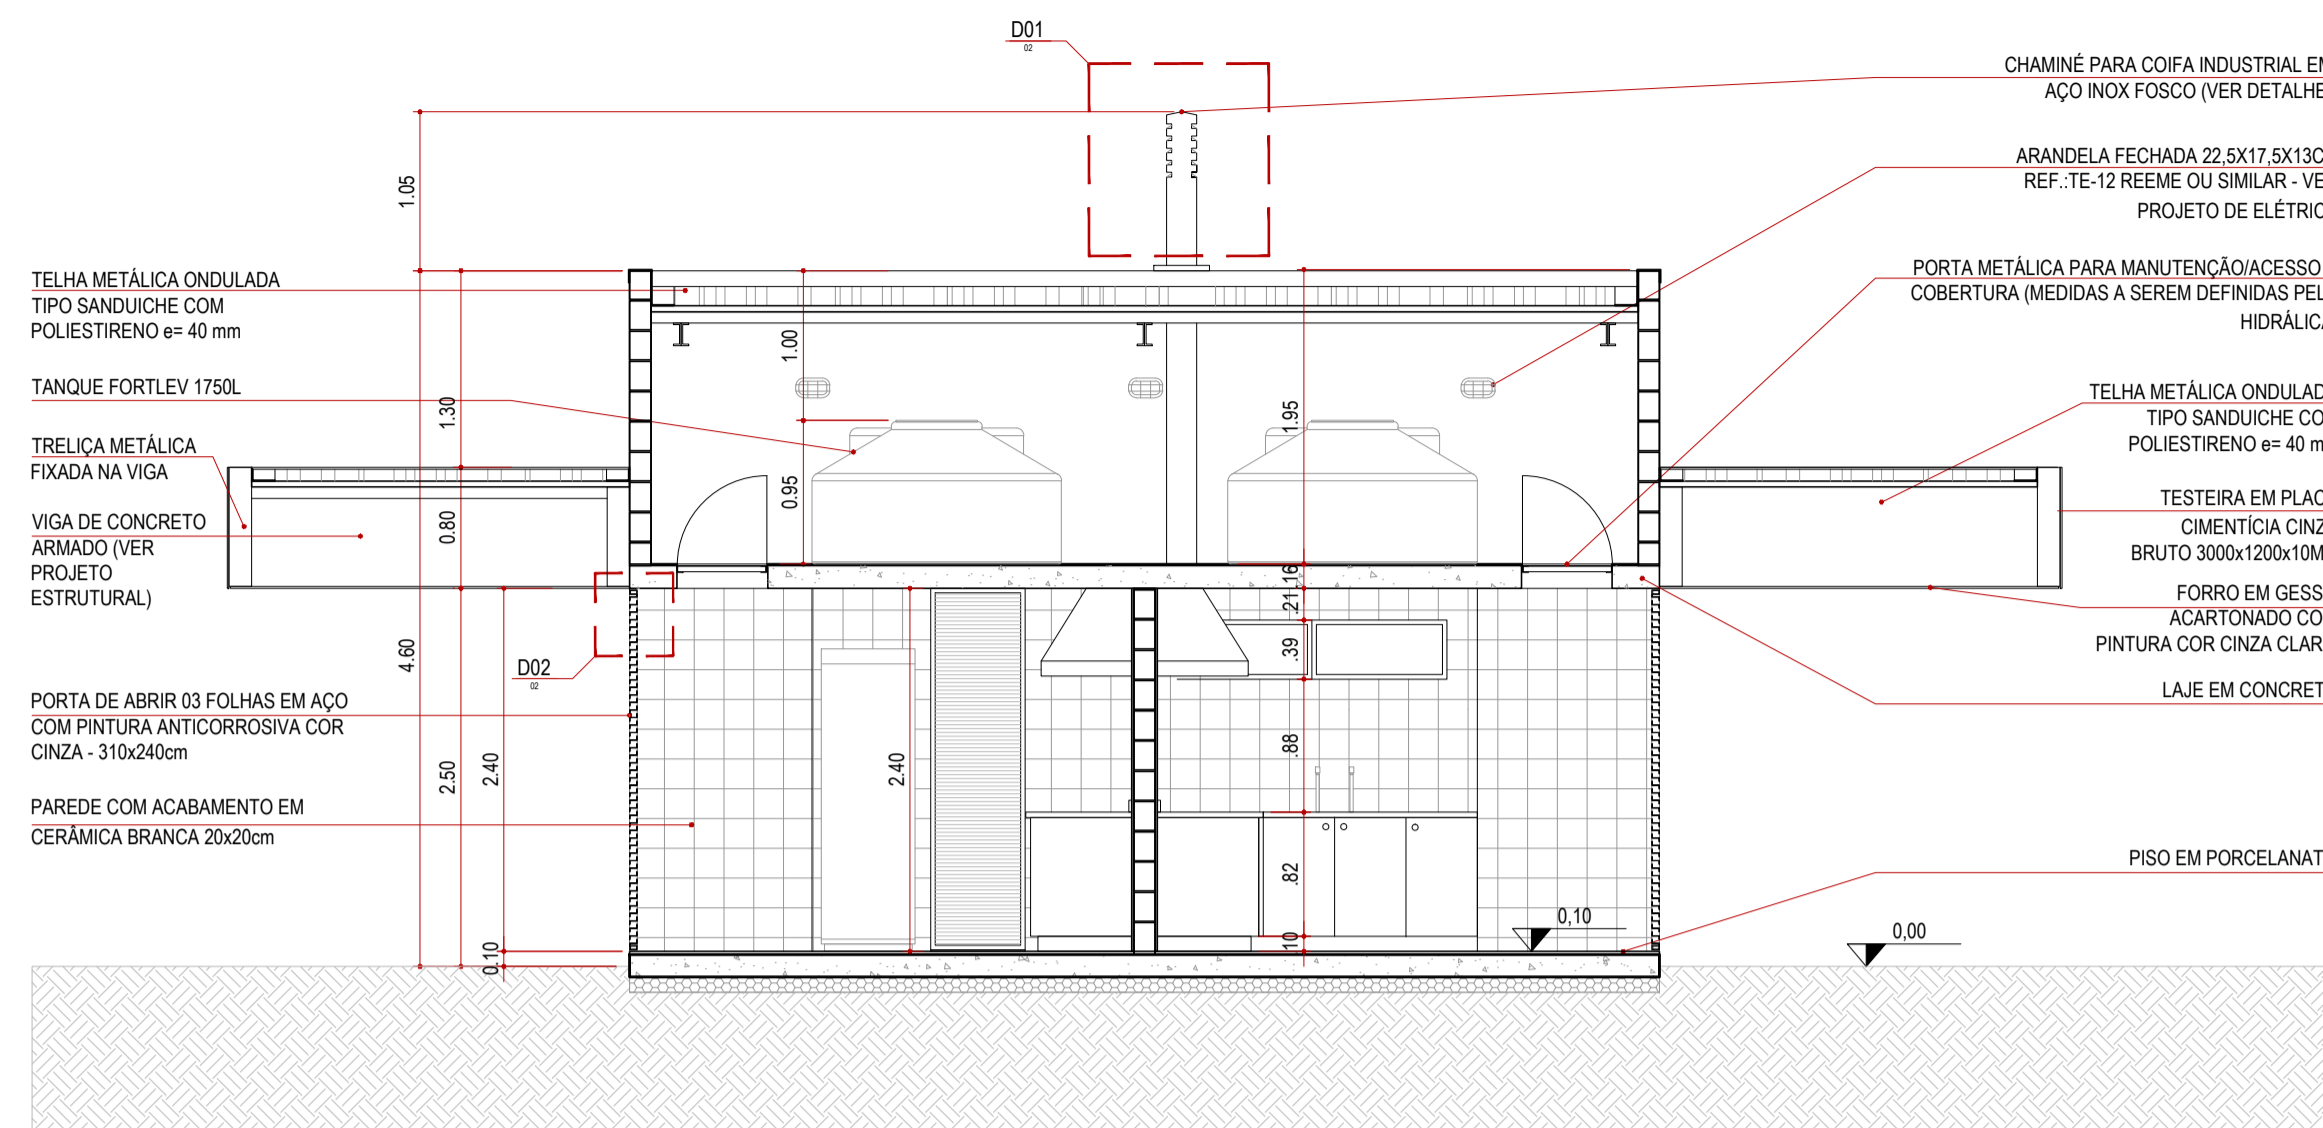 D01
02
CHAMINÉ PARA COIFA INDUSTRIAL EM
AÇO INOX FOSCO (VER DETALHE
ARANDELA FECHADA 22,5X17,5X13C
REF.:TE-12 REEME OU SIMILAR - VE
PROJETO DE ELÉTRIC
PORTA METÁLICA PARA MANUTENÇÃO/ACESSO
COBERTURA (MEDIDAS A SEREM DEFINIDAS PEL
HIDRÁLICA
TELHA METÁLICA ONDULAD
TIPO SANDUICHE CO
POLIESTIRENO e= 40 m
TESTEIRA EM PLAC
CIMENTÍCIA CINZ
BRUTO 3000x1200x10M
FORRO EM GESS
ACARTONADO CO
PINTURA COR CINZA CLAR
LAJE EM CONCRET
PISO EM PORCELANAT
TELHA METÁLICA ONDULADA
TIPO SANDUICHE COM
POLIESTIRENO e= 40 mm
TANQUE FORTLEV 1750L
TRELIÇA METÁLICA
FIXADA NA VIGA
VIGA DE CONCRETO
ARMADO (VER
PROJETO
ESTRUTURAL)
D02
02
PORTA DE ABRIR 03 FOLHAS EM AÇO
COM PINTURA ANTICORROSIVA COR
CINZA - 310x240cm
PAREDE COM ACABAMENTO EM
CERÂMICA BRANCA 20x20cm
1.05
4.60
1.30
0.80
2.50
2.40
0.10
1.00
0.95
2.40
1.95
.16
.21
.39
.88
.82
.10
0,10
0,00